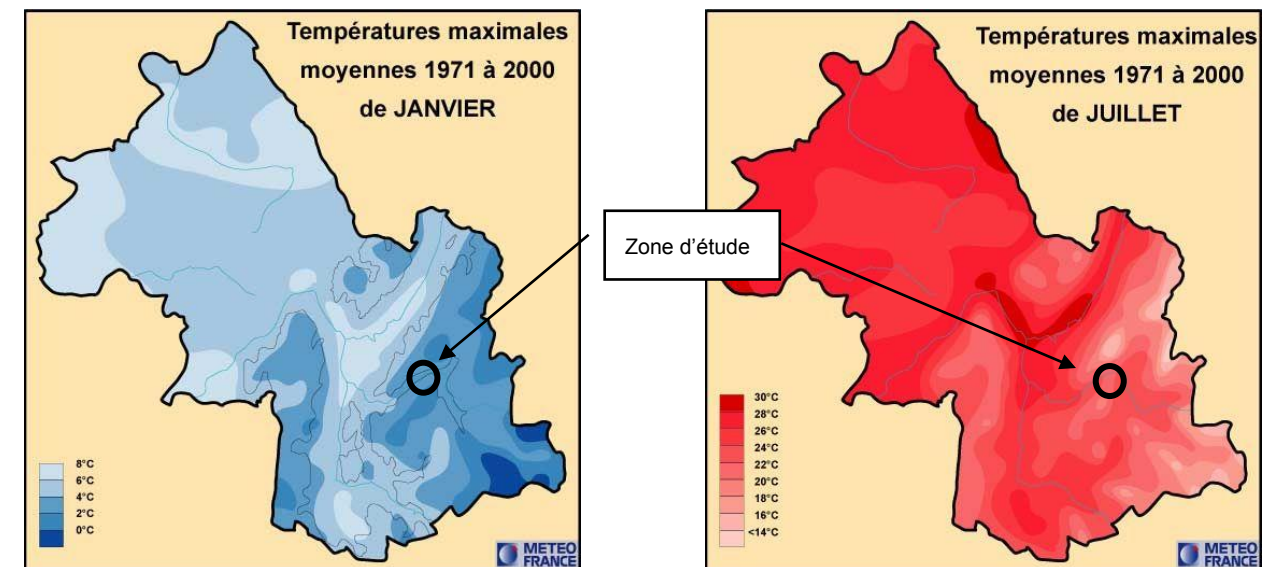 Températures maximales
moyennes 1971 à 2000
de JANVIER
8°C
6°C
4°C
2°C
0°C
METEO
FRANCE
Zone d'étude
Températures maximales
moyennes 1971 à 2000
de JUILLET
30°C
28°C
26°C
24°C
22°C
20°C
18°C
16°C
<14°C
METEO
FRANCE